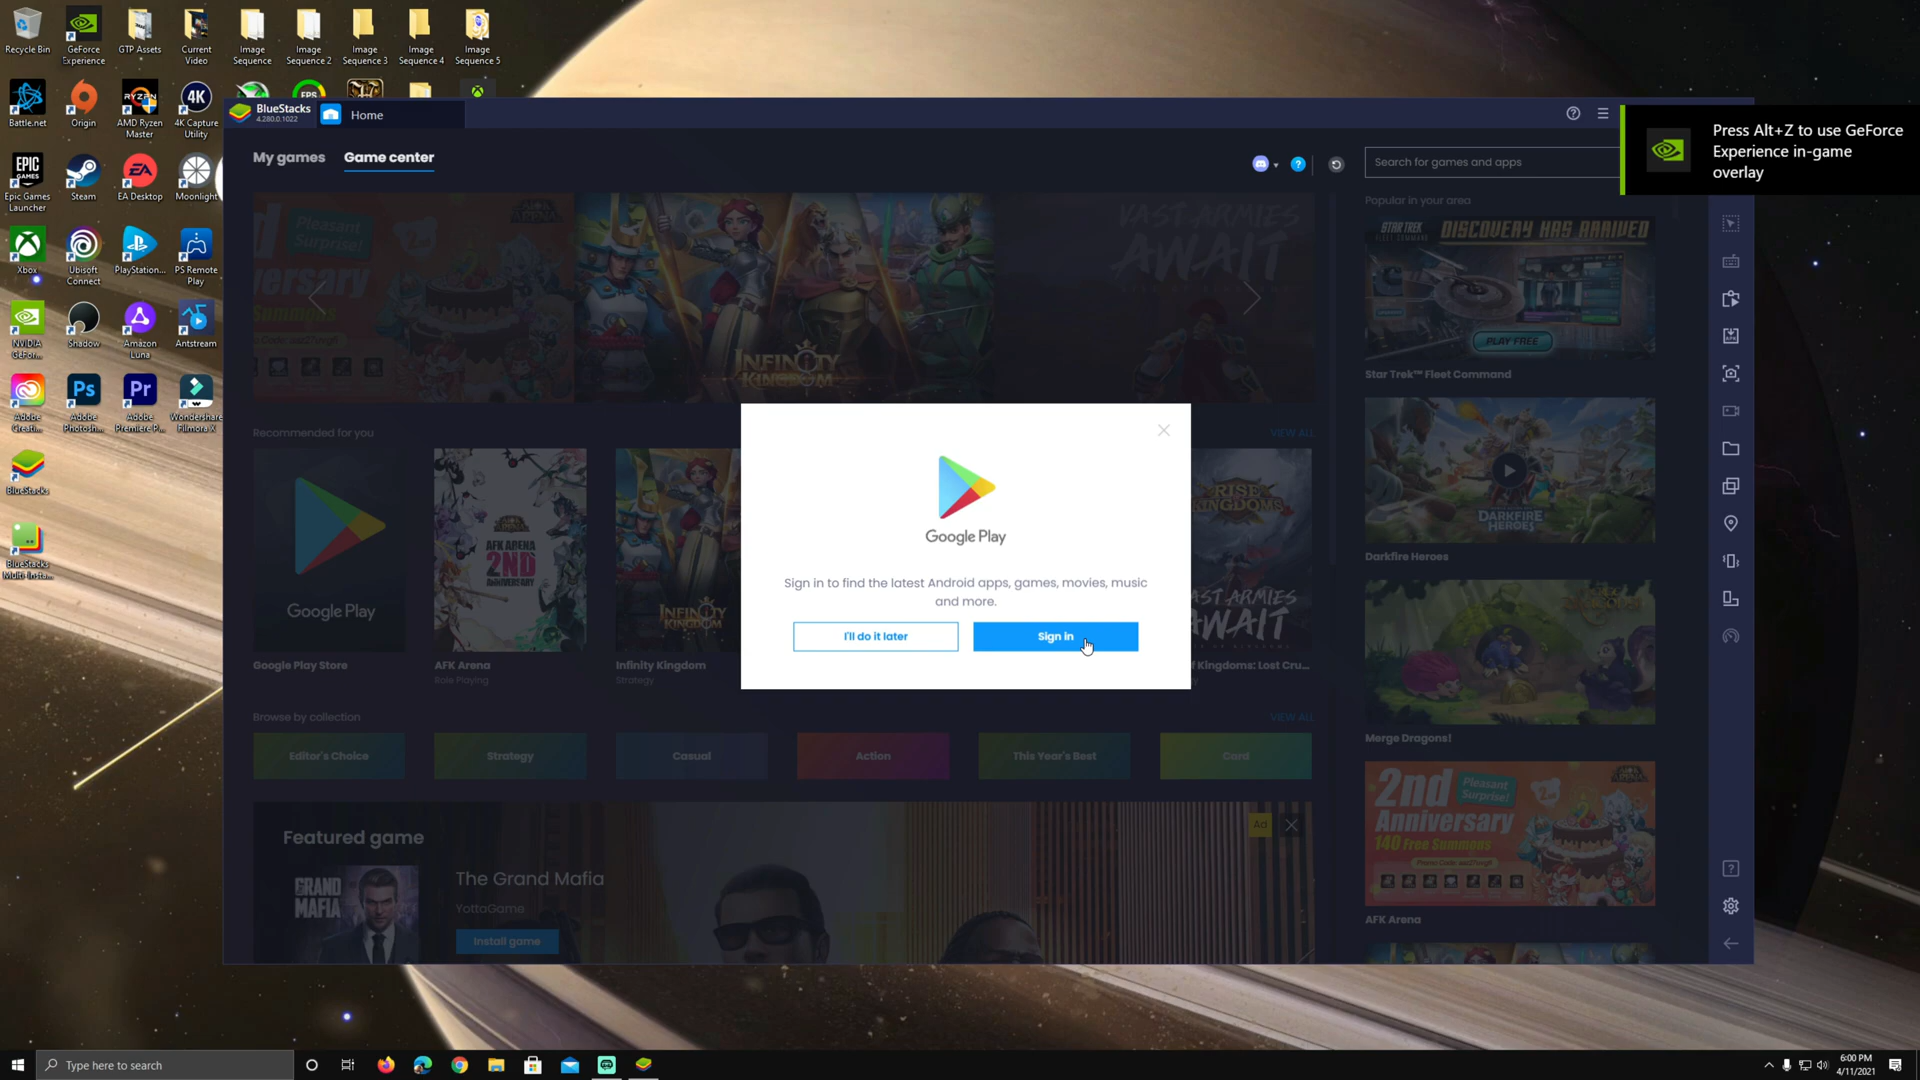 Recycle Bin
GeForce Experience
GTP Assets
Current Video
Image Sequence
Image Sequence 2
Image Sequence 3
Image Sequence 4
Image Sequence 5
Battle.net
Origin
AMD Ryzen Master
4K Capture Utility
Epic Games Launcher
Steam
EA Desktop
Moonlight
Xbox
Ubisoft Connect
PlayStation...
PS Remote Play
NVIDIA GeFor...
Shadow
Amazon Luna
Antstream
Adobe Creati...
Adobe Photosh...
Adobe Premiere P...
Wondershare Filmora X
BlueStacks
BlueStacks Multi-Insta...
BlueStacks
4.280.0.1022
Home
Press Alt+Z to use GeForce
Experience in-game
overlay
My games
Game center
Search for games and apps
Pleasant Surprise!
Anniversary
Summons
INFINITY KINGDOM
VAST ARMIES
AWAIT
Popular in your area
STAR TREK
FLEET COMMAND
DISCOVERY HAS ARRIVED
PLAY FREE
Star Trek™ Fleet Command
DARKFIRE HEROES
Darkfire Heroes
Merge Dragons!
2nd
Pleasant Surprise!
Anniversary
140 Free Summons
AFK Arena
Recommended for you
VIEW ALL
Google Play
AFK ARENA
2ND
ANNIVERSARY
INFINITY KINGDOM
RISE
KINGDOMS
AST ARMIES
WAIT
Google Play Store
AFK Arena
Role Playing
Infinity Kingdom
Strategy
f Kingdoms: Lost Cru...
Google Play
Sign in to find the latest Android apps, games, movies, music
and more.
I'll do it later
Sign in
Browse by collection
VIEW ALL
Editor's Choice
Strategy
Casual
Action
This Year's Best
Card
Featured game
Ad
GRAND
MAFIA
The Grand Mafia
YottaGame
Install game
Type here to search
6:00 PM
4/11/2021